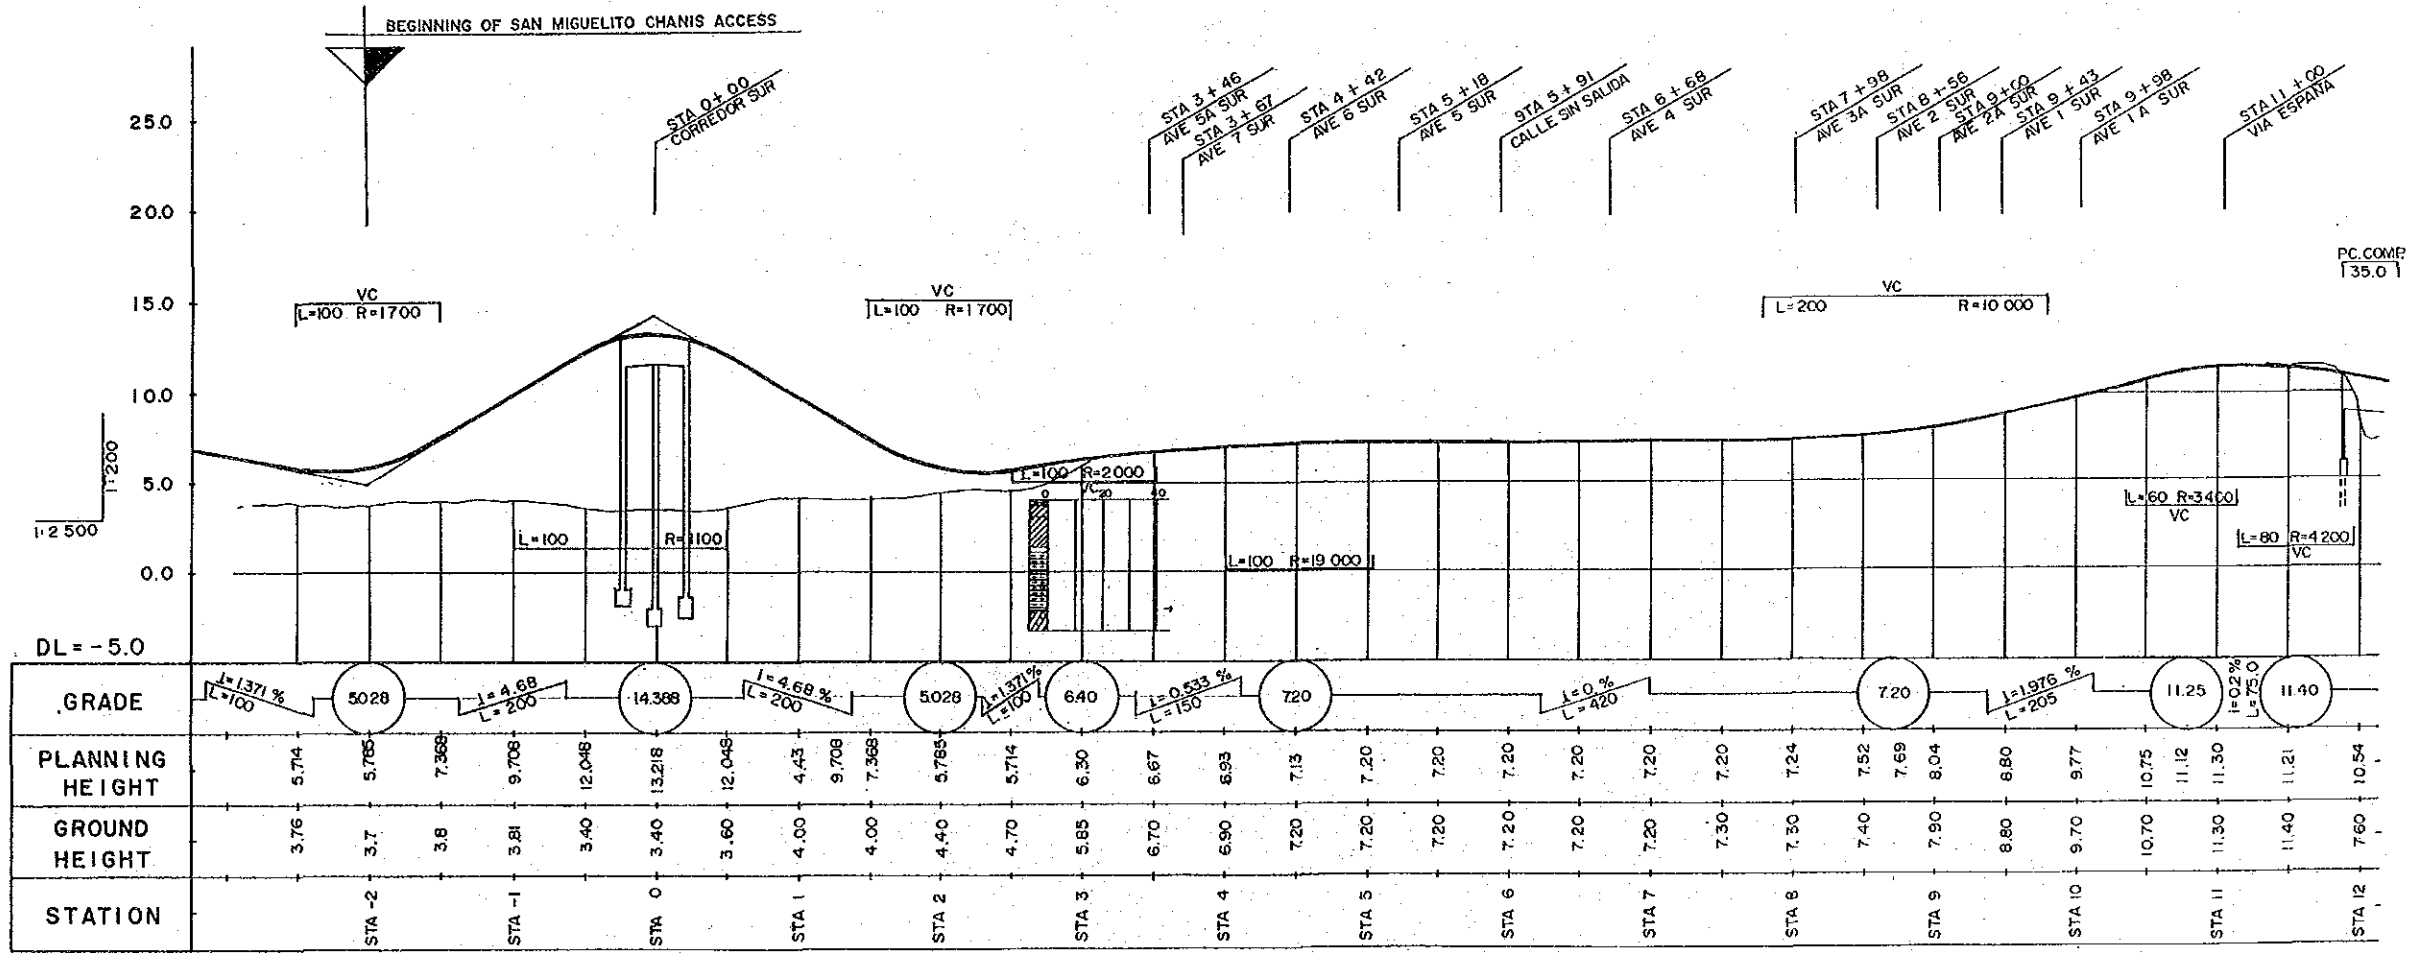 BEGINNING OF SAN MIGUELITO CHANIS ACCESS
STA 0+00
CORREDOR SUR
STA 3+46
AVE 5A SUR
STA 3+67
AVE 7 SUR
STA 4+42
AVE 6 SUR
STA 5+18
AVE 5 SUR
STA 5+91
CALLE SIN SALIDA
STA 6+68
AVE 4 SUR
STA 7+98
AVE 3A SUR
STA 8+56
AVE 2 SUR
STA 9+00
AVE 2A SUR
STA 9+43
AVE 1 SUR
STA 9+98
AVE 1A SUR
STA 11+00
VIA ESPAÑA
25.0
20.0
15.0
10.0
5.0
0.0
DL = -5.0
1:200
1:2 500
PC.COMP.
135.0
VC
L=100 R=1700
VC
L=100 R=1700
VC
L=200 R=10 000
L=100 R=2000
VC
0 20 40
L=100 R=1100
L=100 R=19 000
L=60 R=3400
VC
L=80 R=4200
VC
GRADE
i=1.371 %
L=100
5.028
i=4.68
L=200
14.388
i=4.68 %
L=200
5.028
i=1.371%
L=100
6.40
i=0.533 %
L=150
7.20
i=0 %
L=420
7.20
i=1.976 %
L=205
11.25
i=0.2%
L=75.0
11.40
PLANNING HEIGHT
5.714 5.785 7.368 9.708 12.048 13.218 12.048 4.43 9.708 7.368 5.785 5.714 6.30 6.67 6.93 7.13 7.20 7.20 7.20 7.20 7.20 7.20 7.24 7.52 7.69 8.04 8.80 9.77 10.75 11.12 11.30 11.21 10.54
GROUND HEIGHT
3.76 3.7 3.8 3.81 3.40 3.40 3.60 4.00 4.00 4.40 4.70 5.85 6.70 6.90 7.20 7.20 7.20 7.20 7.20 7.20 7.30 7.30 7.40 7.90 8.80 9.70 10.70 11.30 11.40 7.60
STATION
STA -2 STA -1 STA 0 STA 1 STA 2 STA 3 STA 4 STA 5 STA 6 STA 7 STA 8 STA 9 STA 10 STA 11 STA 12